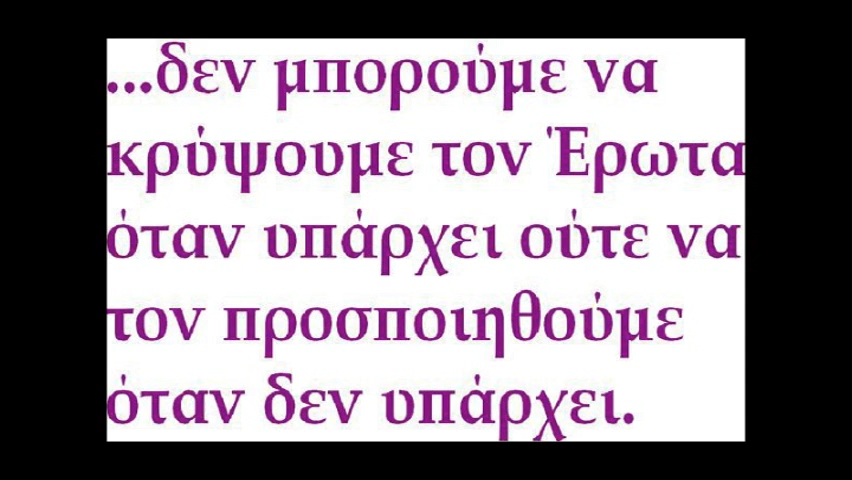 ...δεν μπορούμε να
κρύψουμε τον Έρωτα
όταν υπάρχει ούτε να
τον προσποιηθούμε
όταν δεν υπάρχει.